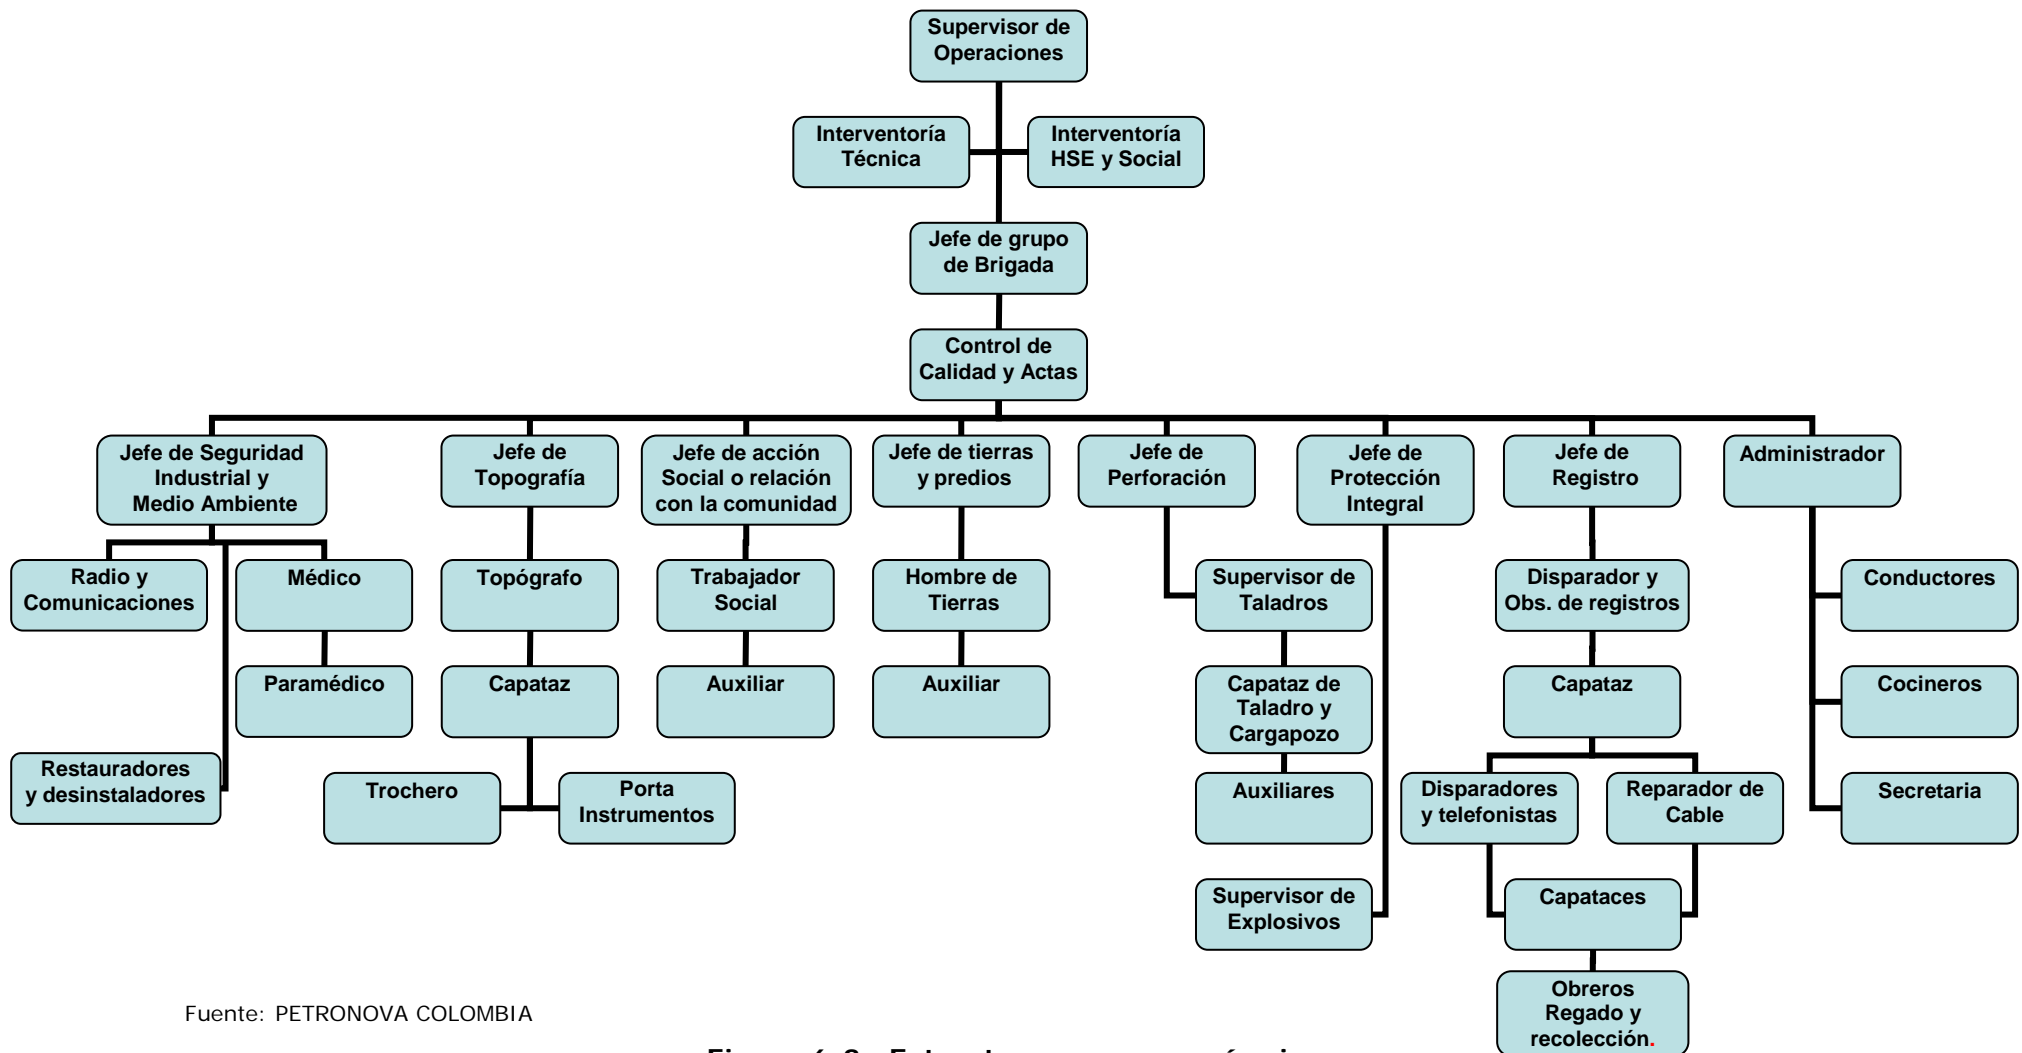 Supervisor de
Operaciones
Interventoría
Técnica
Interventoría
HSE y Social
Jefe de grupo
de Brigada
Control de
Calidad y Actas
Jefe de Seguridad
Industrial y
Medio Ambiente
Jefe de
Topografía
Jefe de acción
Social o relación
con la comunidad
Jefe de tierras
y predios
Jefe de
Perforación
Jefe de
Protección
Integral
Jefe de
Registro
Administrador
Radio y
Comunicaciones
Médico
Topógrafo
Trabajador
Social
Hombre de
Tierras
Supervisor de
Taladros
Disparador y
Obs. de registros
Conductores
Paramédico
Capataz
Auxiliar
Auxiliar
Capataz de
Taladro y
Cargapozo
Capataz
Cocineros
Restauradores
y desinstaladores
Trochero
Porta
Instrumentos
Auxiliares
Disparadores
y telefonistas
Reparador de
Cable
Secretaria
Supervisor de
Explosivos
Capataces
Obreros
Regado y
recolección.
Fuente: PETRONOVA COLOMBIA